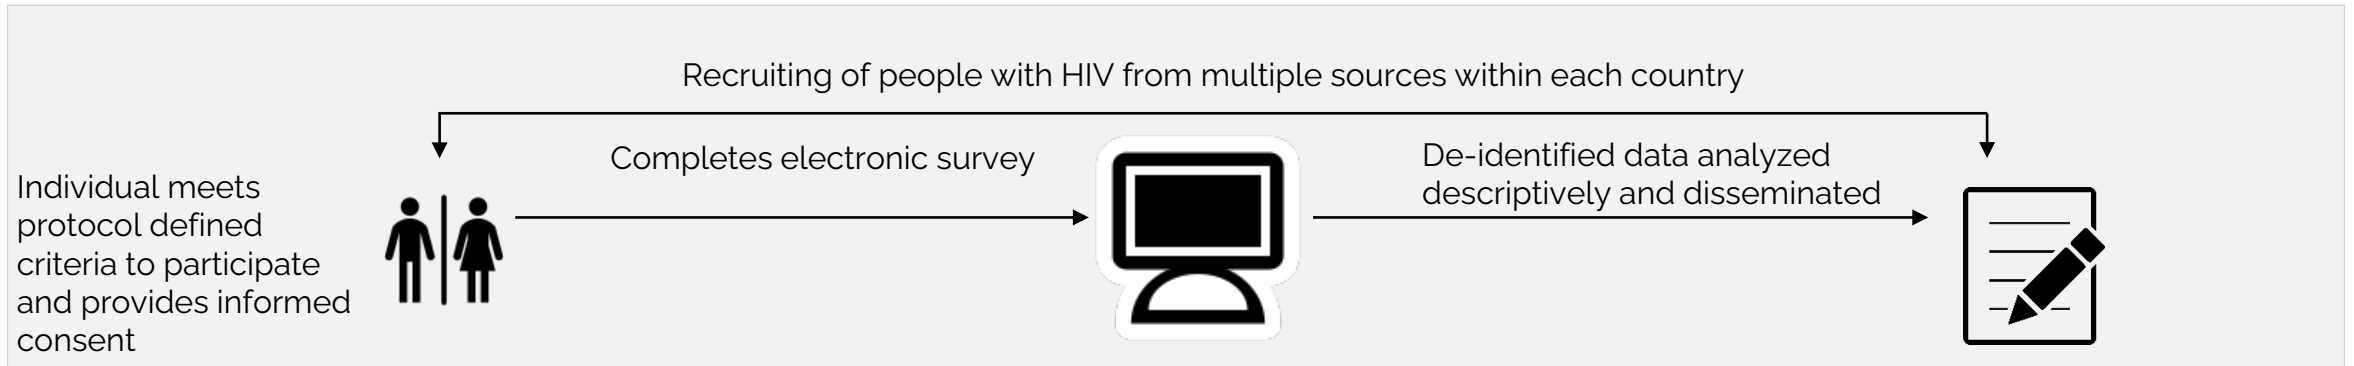 Recruiting of people with HIV from multiple sources within each country
Individual meets
protocol defined
criteria to participate
and provides informed
consent
Completes electronic survey
De-identified data analyzed
descriptively and disseminated